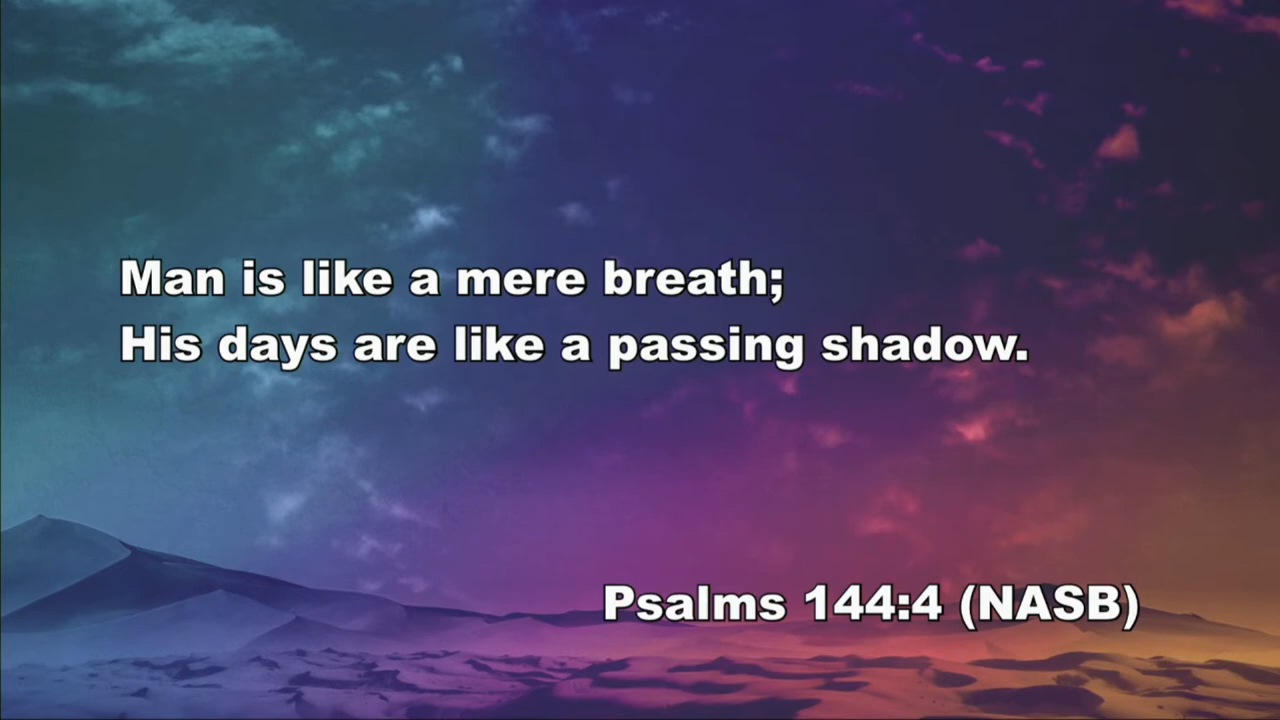 Man is like a mere breath;
His days are like a passing shadow.
Psalms 144:4 (NASB)